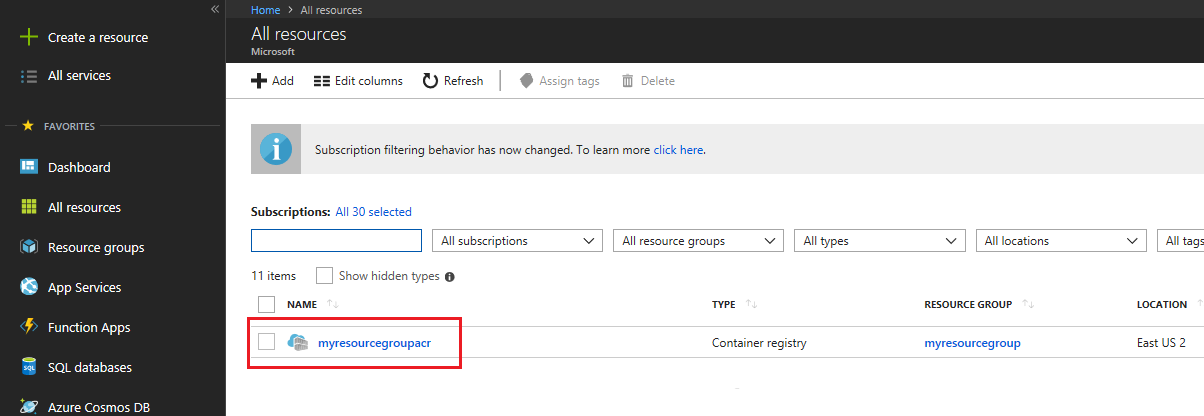 «
Create a resource
All services
FAVORITES
Dashboard
All resources
Resource groups
App Services
Function Apps
SQL databases
Azure Cosmos DB
Home > All resources
All resources
Microsoft
Add Edit columns Refresh Assign tags Delete
Subscription filtering behavior has now changed. To learn more click here.
Subscriptions: All 30 selected
All subscriptions All resource groups All types All locations All tags
11 items Show hidden types
NAME TYPE RESOURCE GROUP LOCATION
myresourcegroupacr Container registry myresourcegroup East US 2